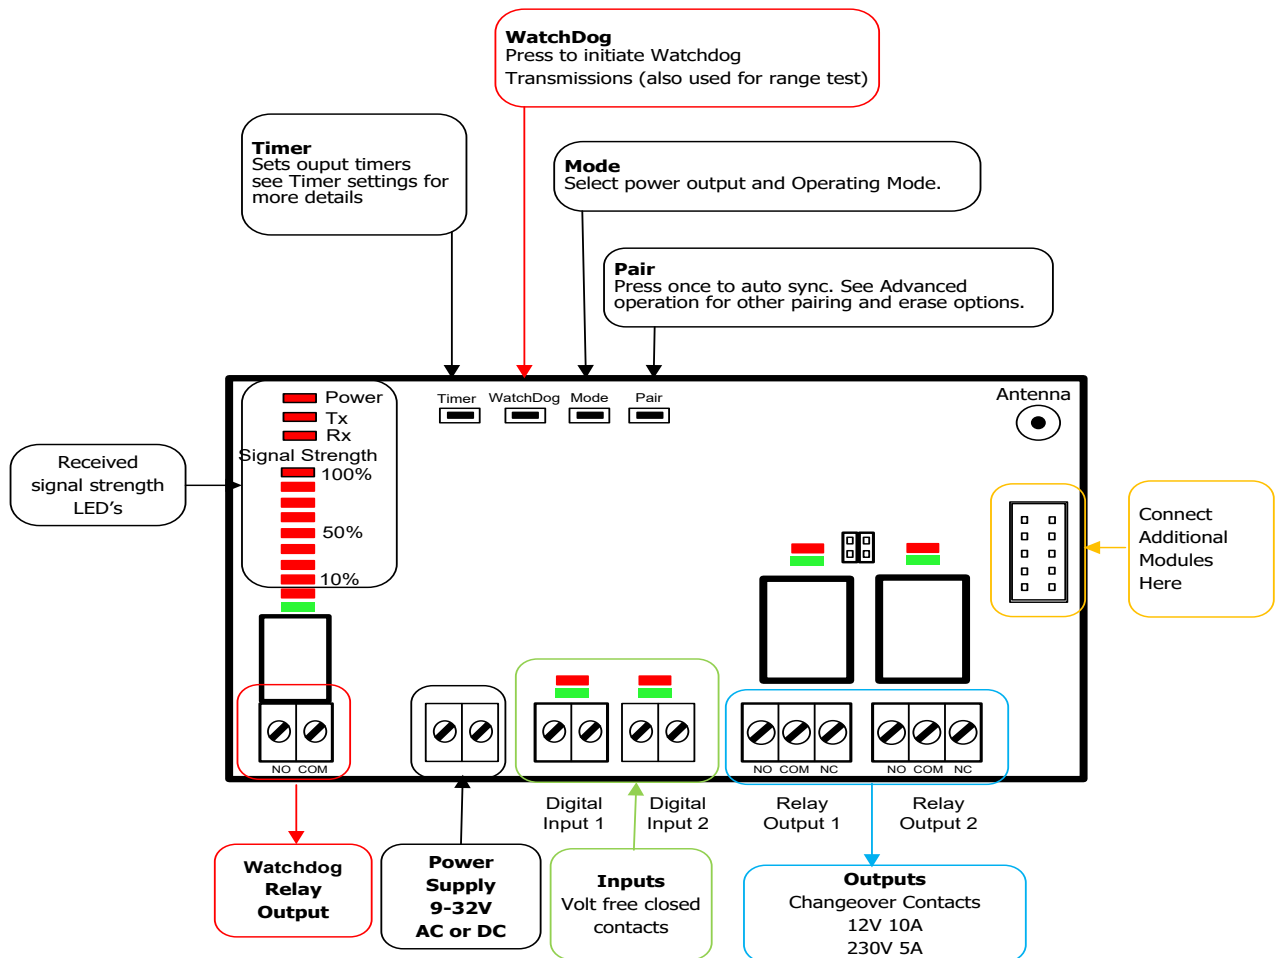 WatchDog
Press to initiate Watchdog
Transmissions (also used for range test)
Timer
Sets ouput timers
see Timer settings for
more details
Mode
Select power output and Operating Mode.
Pair
Press once to auto sync. See Advanced
operation for other pairing and erase options.
Power
Tx
Rx
Signal Strength
100%
50%
10%
Timer
WatchDog
Mode
Pair
Antenna
Received
signal strength
LED's
Connect
Additional
Modules
Here
NO COM
NO COM NC
NO COM NC
Digital
Input 1
Digital
Input 2
Relay
Output 1
Relay
Output 2
Watchdog
Relay
Output
Power
Supply
9-32V
AC or DC
Inputs
Volt free closed
contacts
Outputs
Changeover Contacts
12V 10A
230V 5A